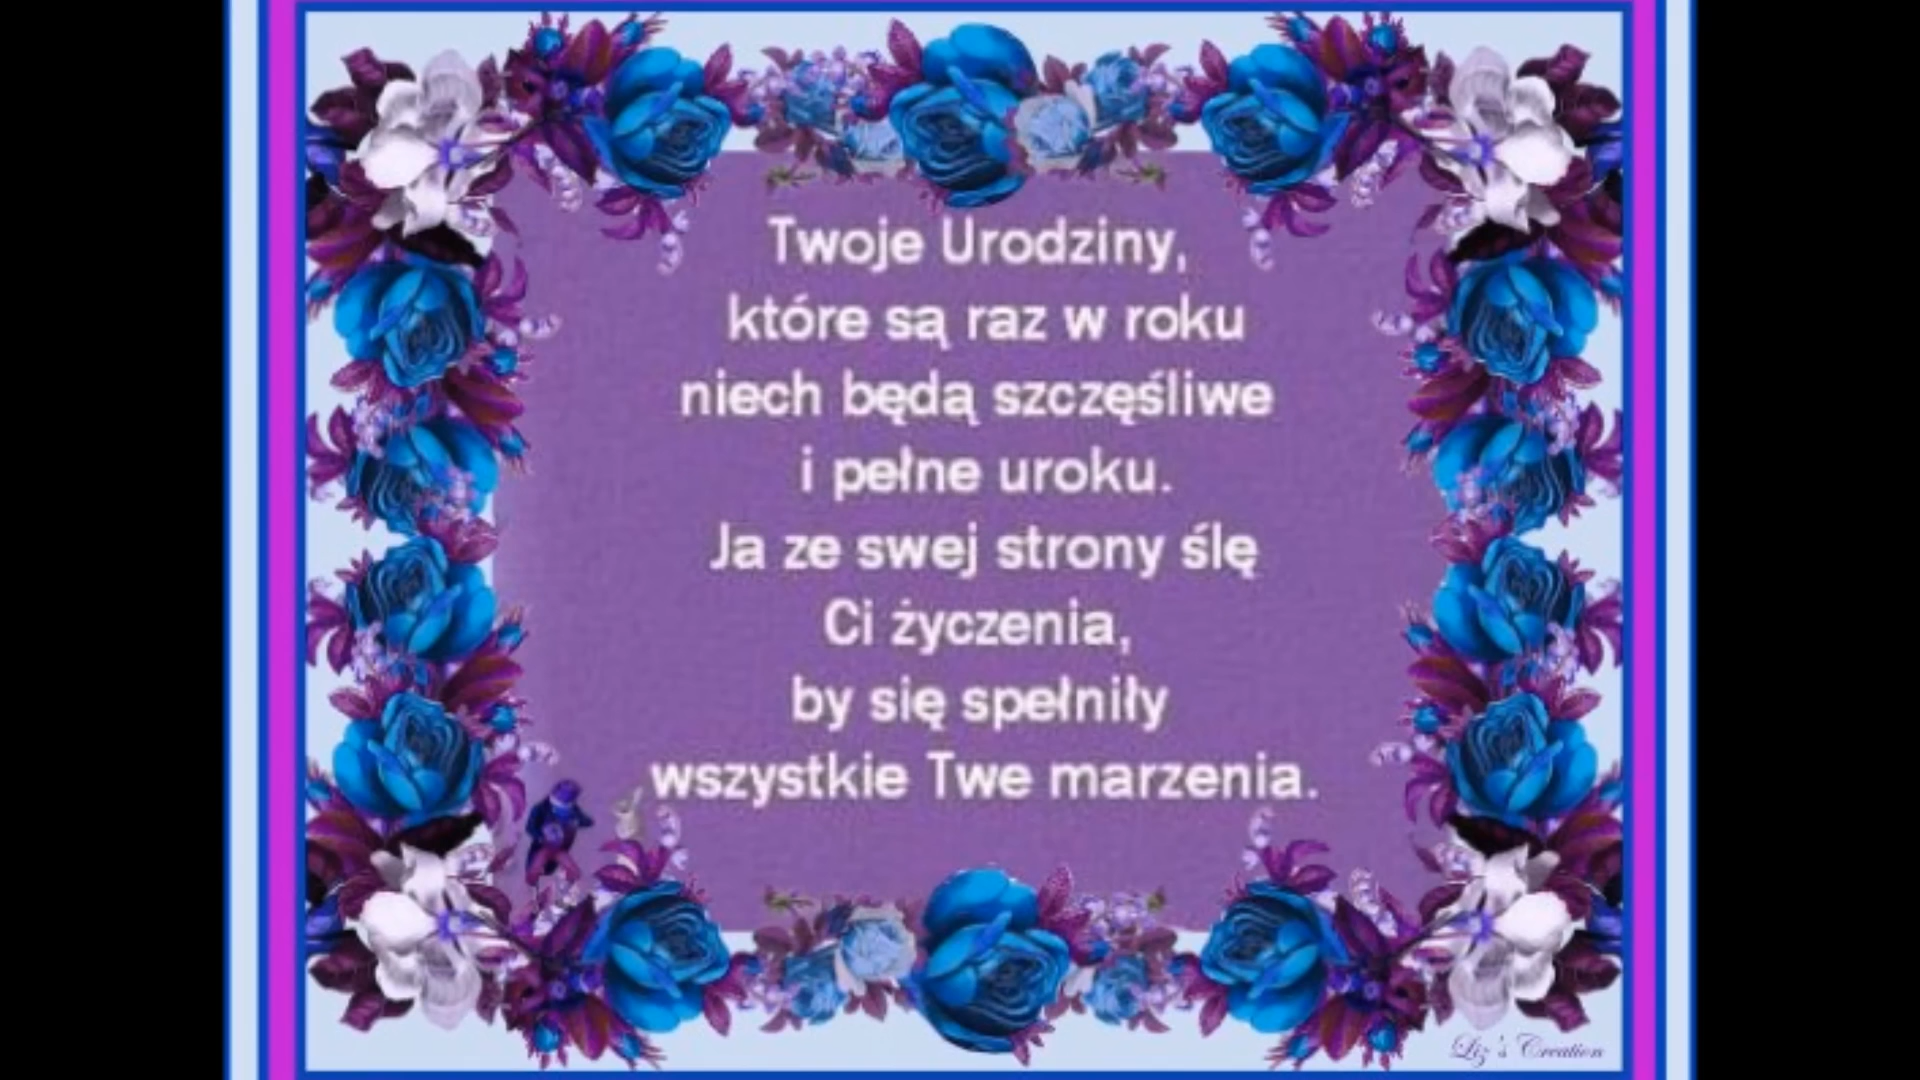 Twoje Urodziny,
które są raz w roku
niech będą szczęśliwe
i pełne uroku.
Ja ze swej strony ślę
Ci życzenia,
by się spełniły
wszystkie Twe marzenia.
Liz's Creation